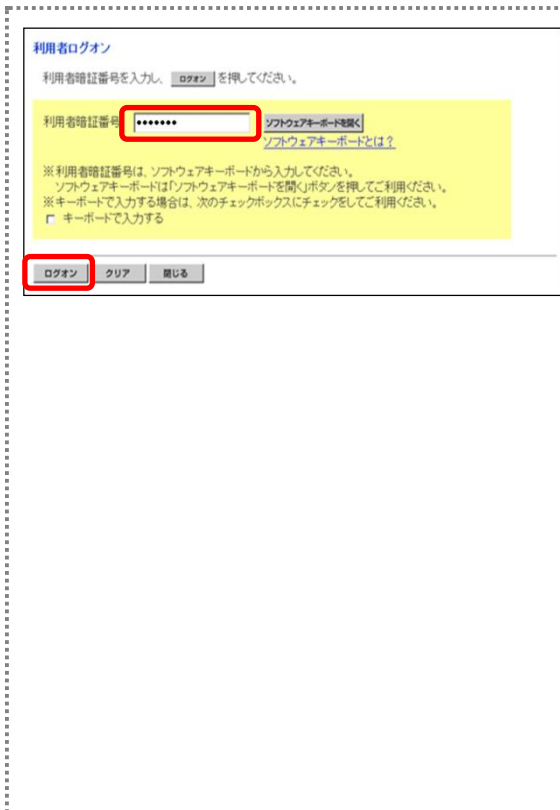 利用者ログオン
利用者暗証番号を入力し、 ログオン を押してください。
利用者暗証番号 ••••••• ソフトウェアキーボードを開く
ソフトウェアキーボードとは?
※利用者暗証番号は、ソフトウェアキーボードから入力してください。
ソフトウェアキーボードは「ソフトウェアキーボードを開く」ボタンを押してご利用ください。
※キーボードで入力する場合は、次のチェックボックスにチェックをしてご利用ください。
キーボードで入力する
ログオン クリア 閉じる